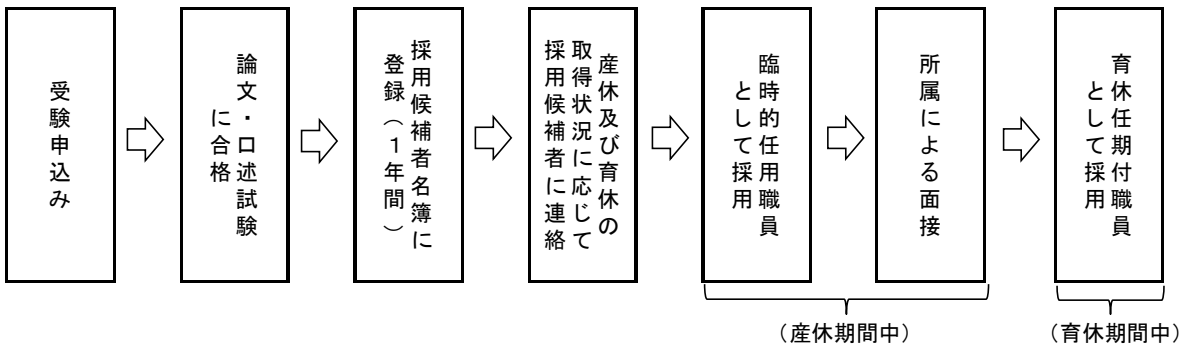 受験申込み
論文・口述試験
に合格
採用候補者名簿に
登録（１年間）
産休及び育休の
取得状況に応じて
採用候補者に連絡
臨時的任用職員
として採用
所属による面接
育休任期付職員
として採用
（産休期間中）
（育休期間中）